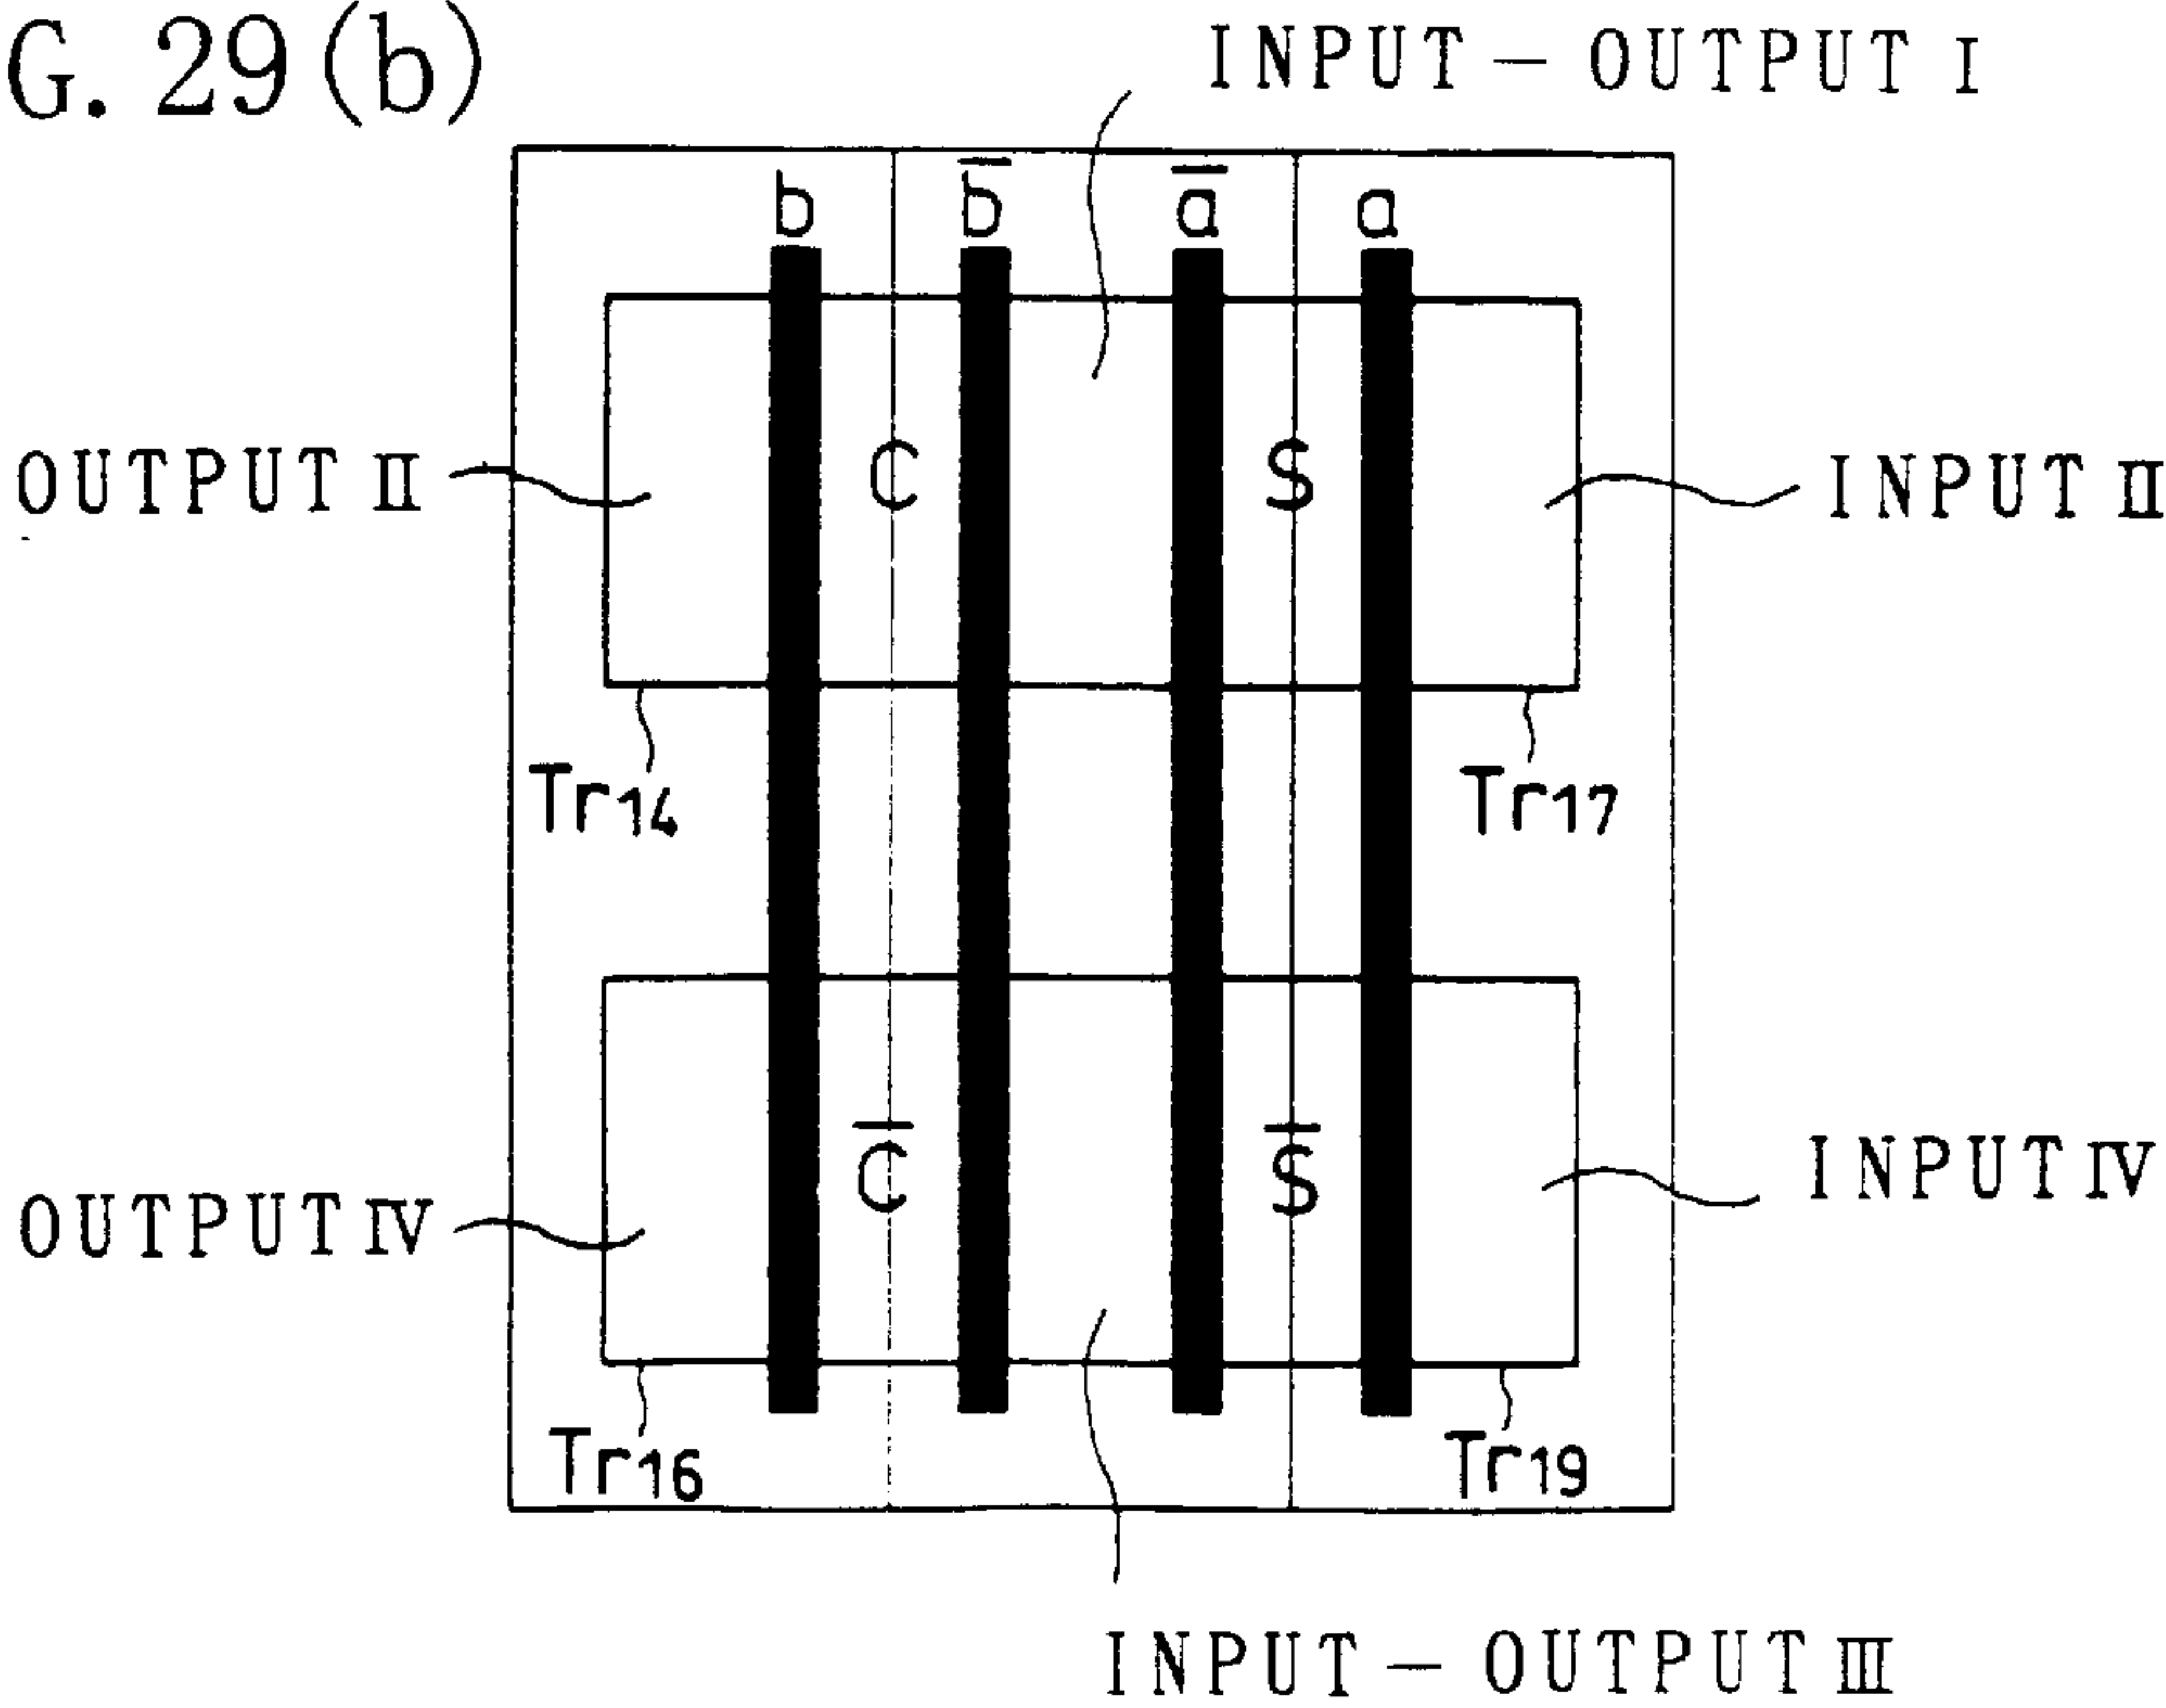 G. 29(b)
INPUT — OUTPUT I
b b̅ a̅ a
OUTPUT II
C S
INPUT II
Tr14 Tr17
C̅ S̅
INPUT IV
OUTPUT IV
Tr16 Tr19
INPUT — OUTPUT III